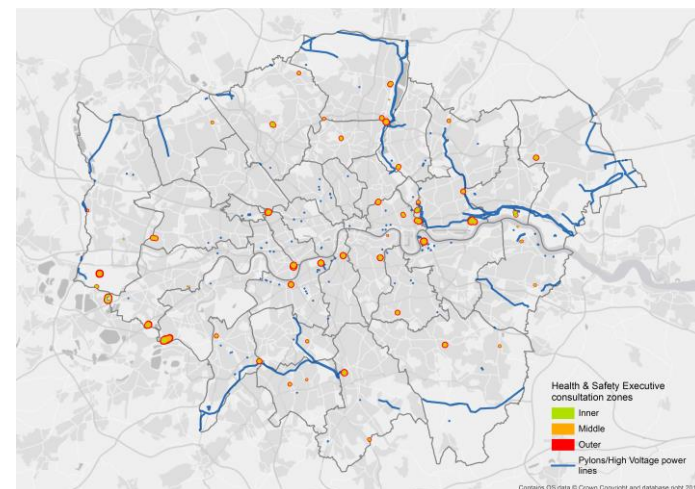 Health & Safety Executive
consultation zones
Inner
Middle
Outer
Pylons/High Voltage power
lines
Contains OS data © Crown Copyright and database right 20